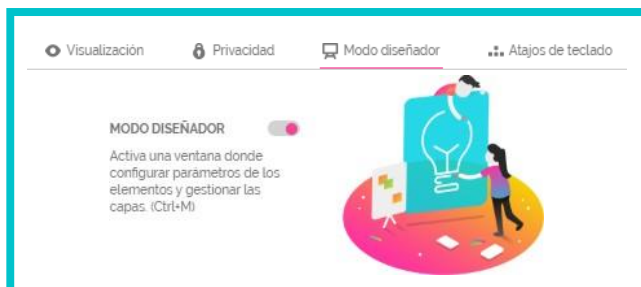 Visualización
Privacidad
Modo diseñador
Atajos de teclado
MODO DISEÑADOR
Activa una ventana donde
configurar parámetros de los
elementos y gestionar las
capas. (Ctrl+M)